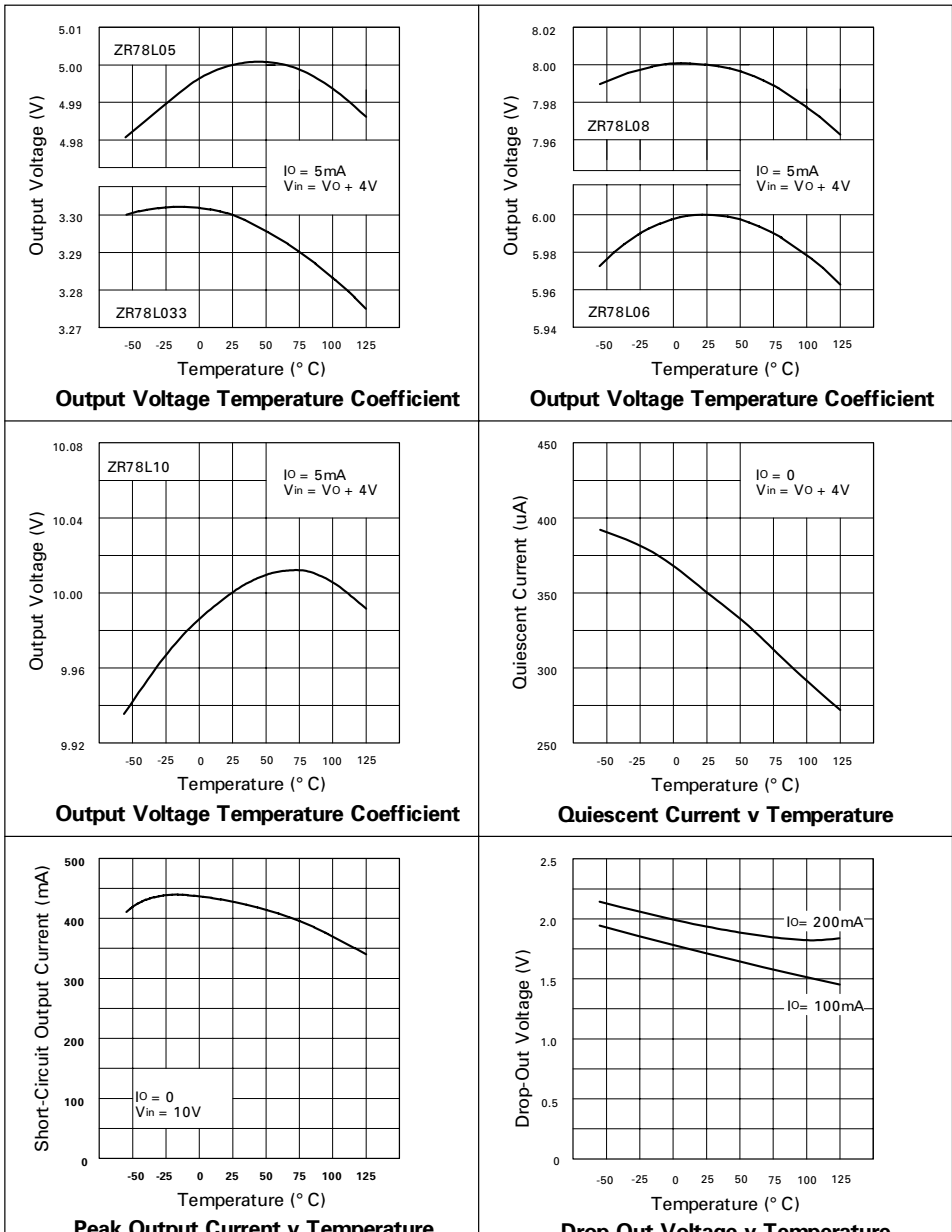 5.01
5.00
4.99
4.98
3.30
3.29
3.28
3.27
Output Voltage (V)
Output Voltage (V)
ZR78L05
IO = 5mA
Vin = VO + 4V
ZR78L033
-50 -25 0 25 50 75 100 125
Temperature (° C)
Output Voltage Temperature Coefficient
8.02
8.00
7.98
7.96
6.00
5.98
5.96
5.94
Output Voltage (V)
Output Voltage (V)
ZR78L08
IO = 5mA
Vin = VO + 4V
ZR78L06
-50 -25 0 25 50 75 100 125
Temperature (° C)
Output Voltage Temperature Coefficient
10.08
10.04
10.00
9.96
9.92
Output Voltage (V)
ZR78L10
IO = 5mA
Vin = VO + 4V
-50 -25 0 25 50 75 100 125
Temperature (° C)
Output Voltage Temperature Coefficient
450
400
350
300
250
Quiescent Current (uA)
IO = 0
Vin = VO + 4V
-50 -25 0 25 50 75 100 125
Temperature (° C)
Quiescent Current v Temperature
500
400
300
200
100
0
Short-Circuit Output Current (mA)
IO = 0
Vin = 10V
-50 -25 0 25 50 75 100 125
Temperature (° C)
Peak Output Current v Temperature
2.5
2.0
1.5
1.0
0.5
0
Drop-Out Voltage (V)
IO= 200mA
IO= 100mA
-50 -25 0 25 50 75 100 125
Temperature (° C)
Drop Out Voltage v Temperature